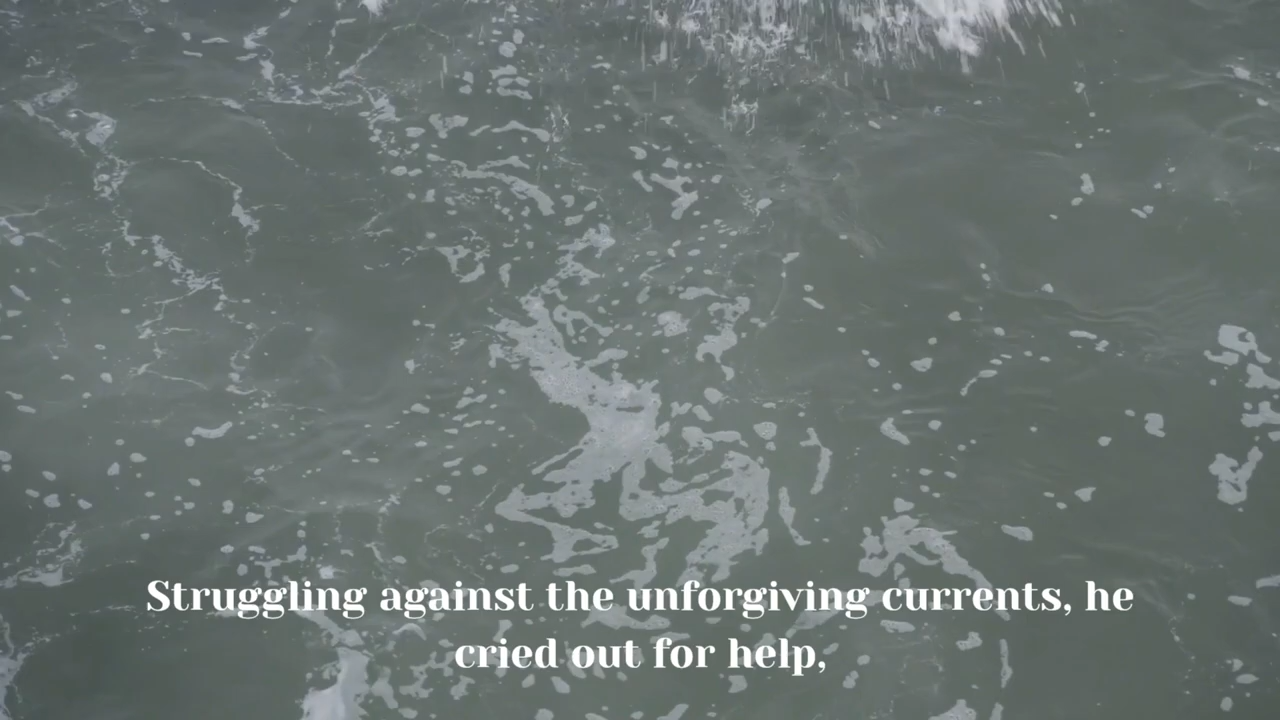 Struggling against the unforgiving currents, he
cried out for help,